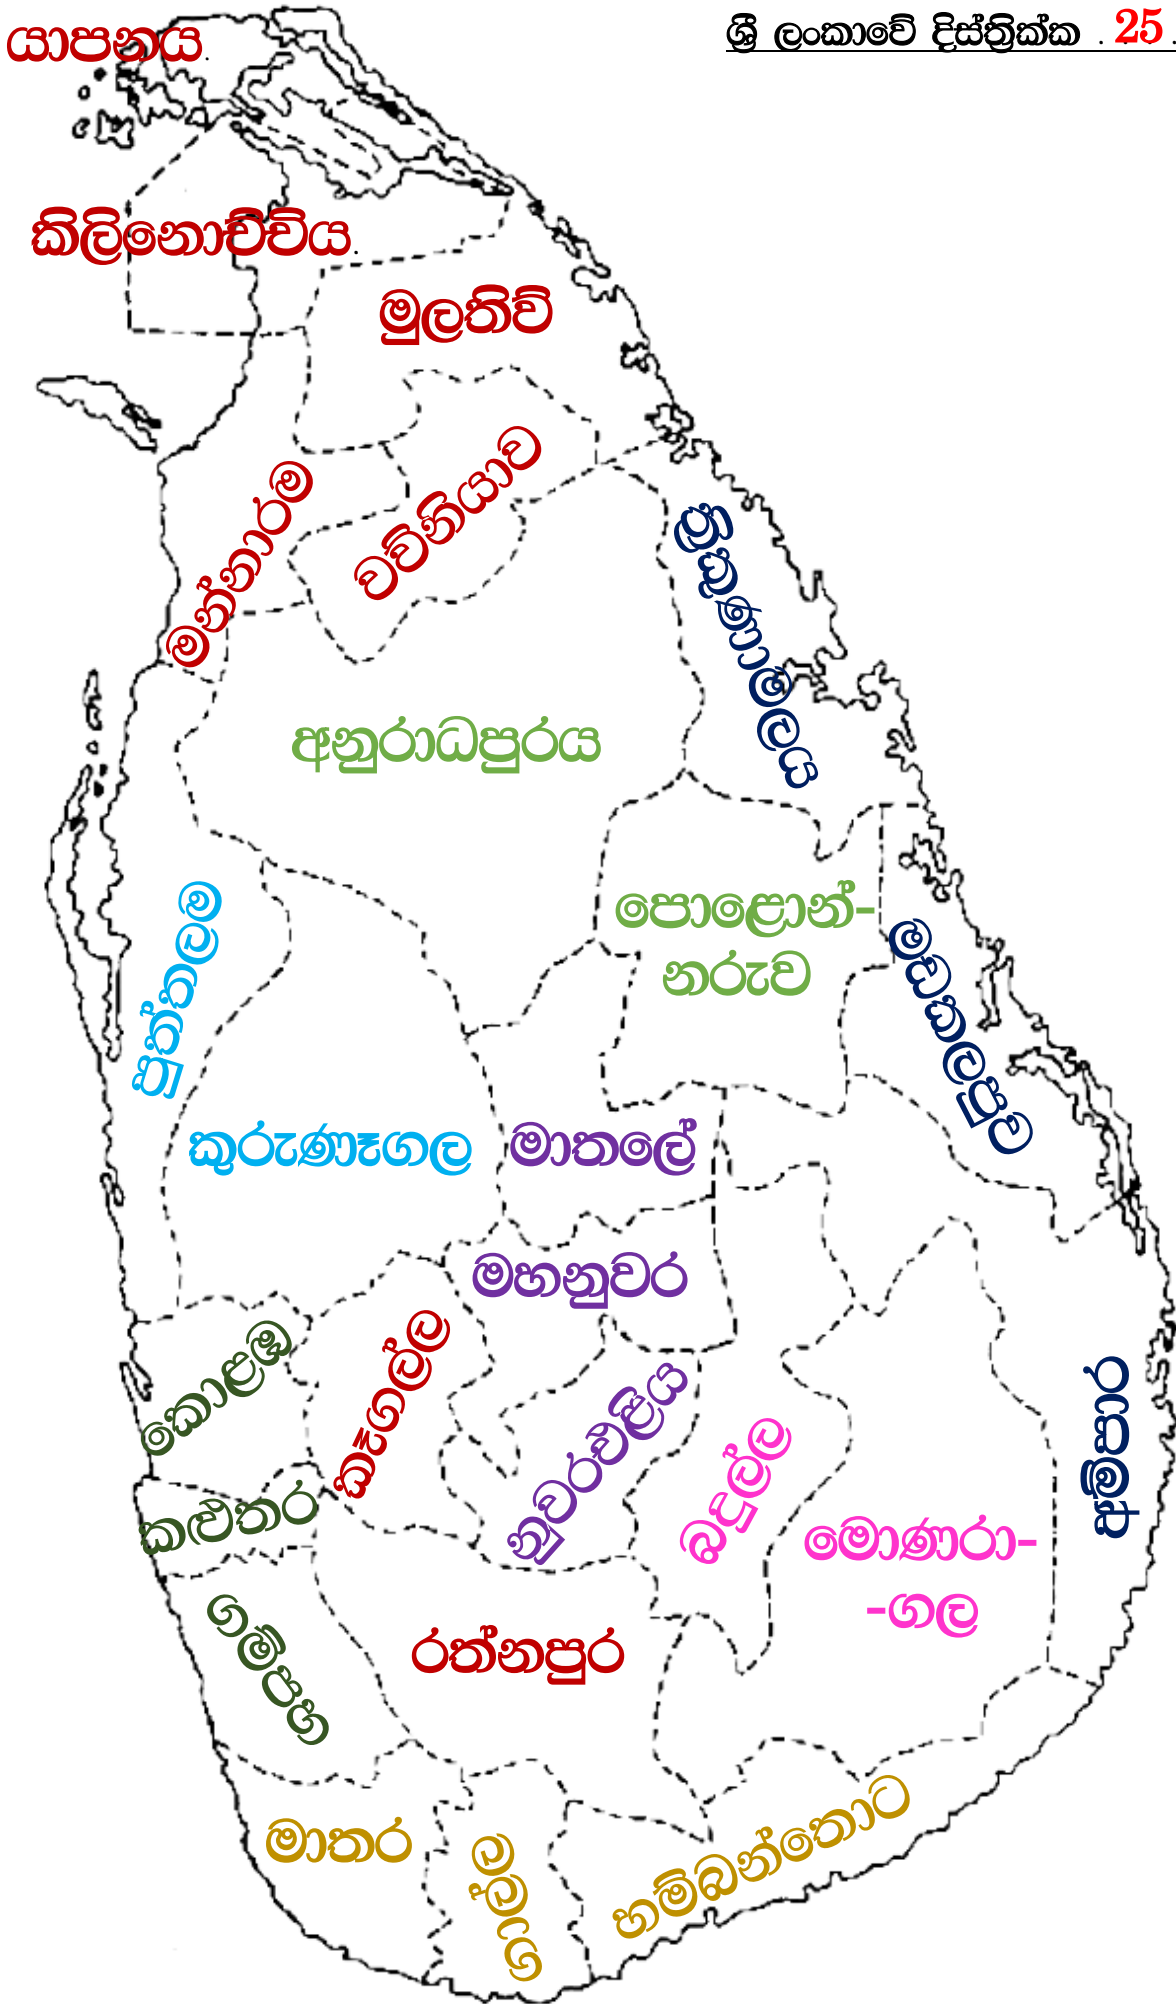 ශ්‍රී ලංකාවේ දිස්ත්‍රික්ක . 25 .
යාපනය.
කිලිනොච්චිය.
මුලතිව්
වව්නියාව
මන්නාරම
ත්‍රිකුණාමලය
අනුරාධපුරය
පොළොන්-
නරුව
මඩකලපුව
පුත්තලම
කුරුණෑගල
මාතලේ
මහනුවර
කොළඹ
කෑගල්ල
නුවරඑළිය
බදුල්ල
අම්පාර
කළුතර
මොණරා-
-ගල
ගම්පහ
රත්නපුර
මාතර
ගාල්ල
හම්බන්තොට